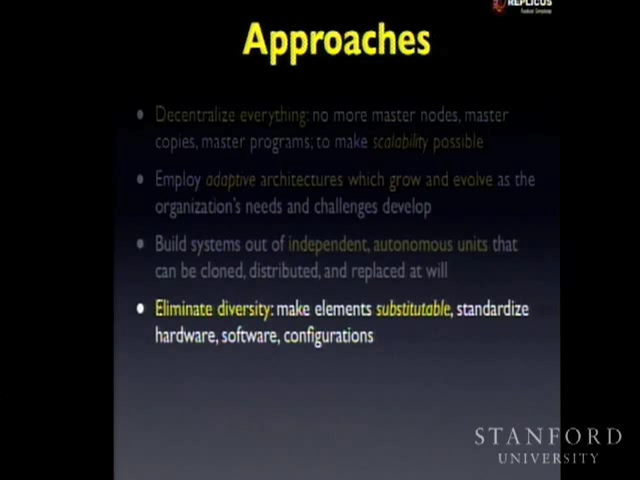 REPLICUS
Approaches
• Decentralize everything: no more master nodes, master
copies, master programs; to make scalability possible
• Employ adaptive architectures which grow and evolve as the
organization's needs and challenges develop
• Build systems out of independent, autonomous units that
can be cloned, distributed, and replaced at will
• Eliminate diversity: make elements substitutable, standardize
hardware, software, configurations
STANFORD
UNIVERSITY